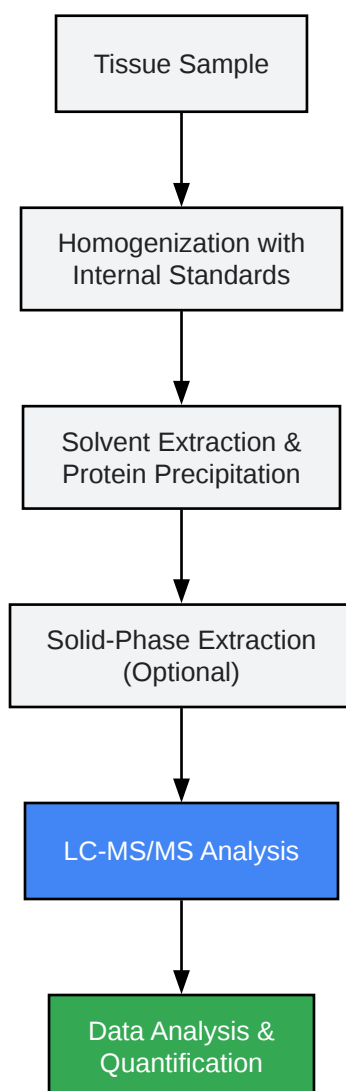 Tissue Sample
Homogenization with
Internal Standards
Solvent Extraction &
Protein Precipitation
Solid-Phase Extraction
(Optional)
LC-MS/MS Analysis
Data Analysis &
Quantification